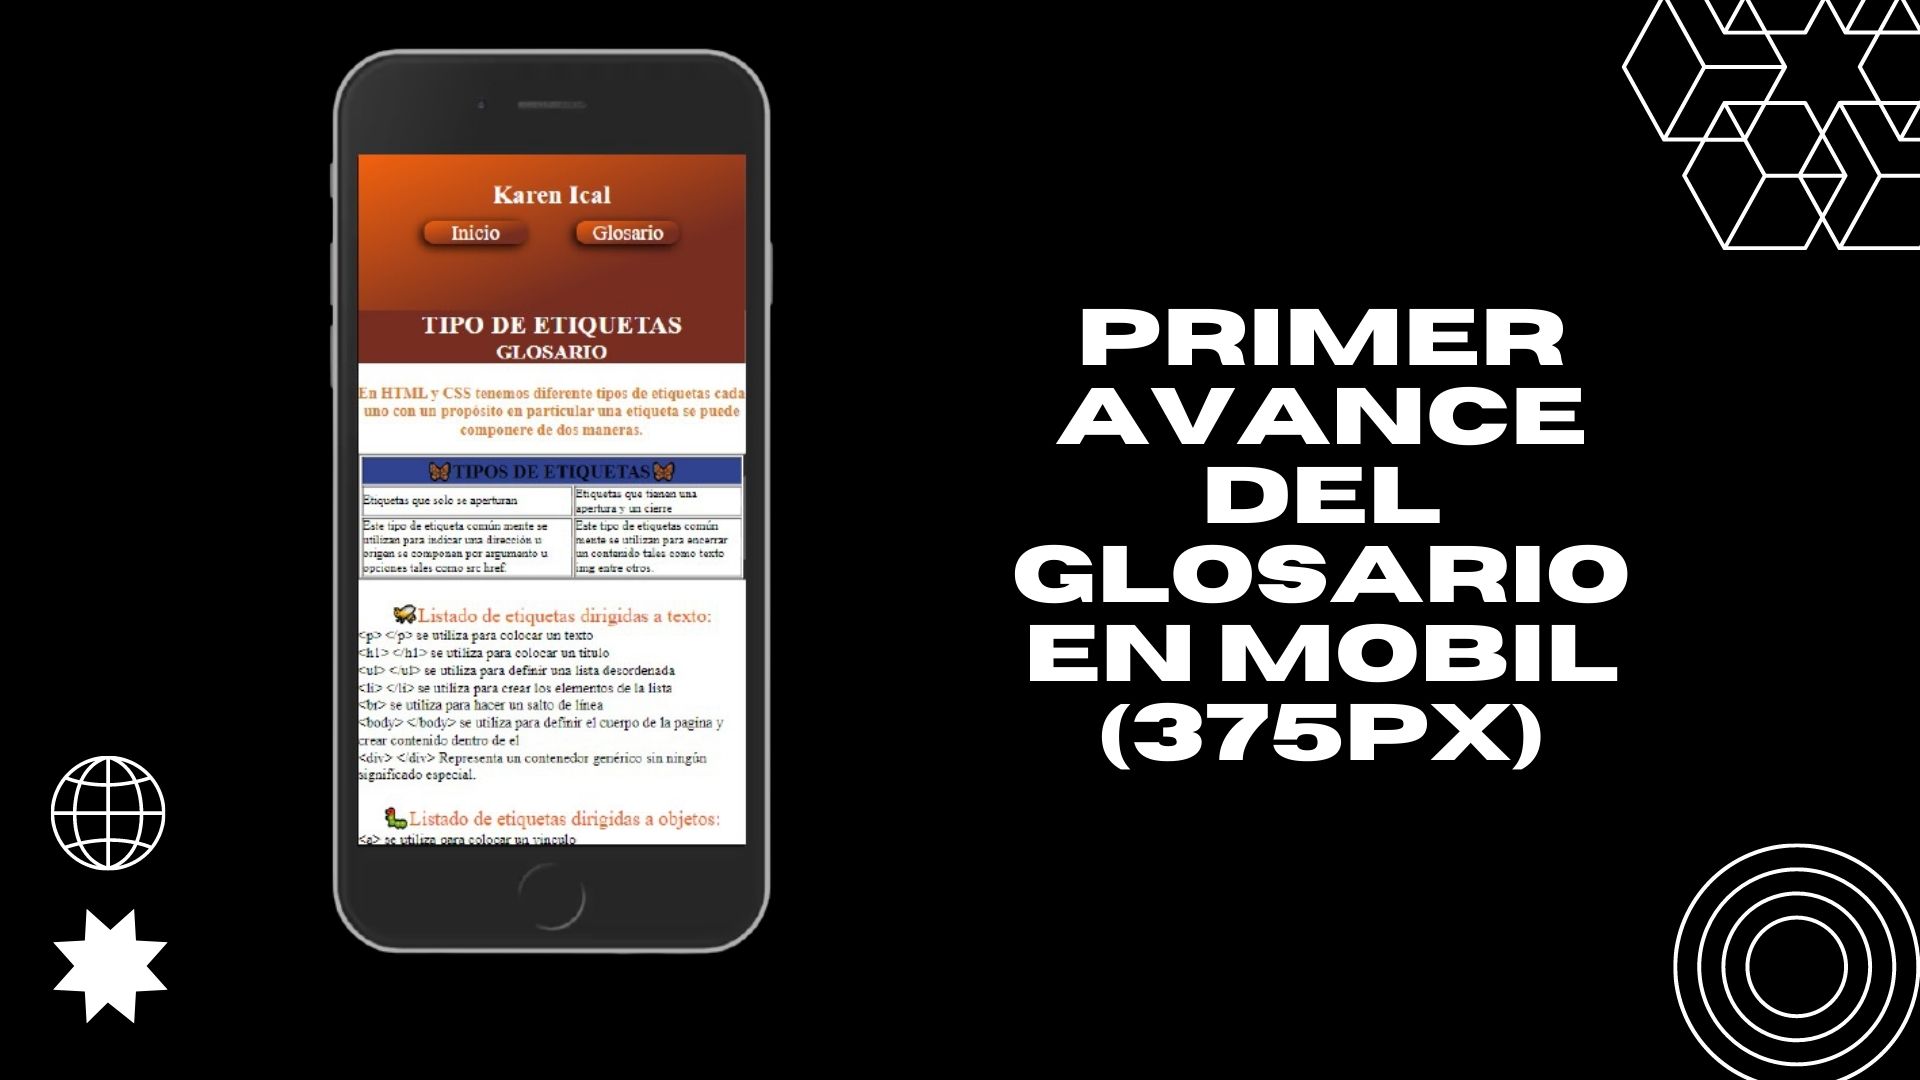 Karen Ical
Inicio
Glosario
TIPO DE ETIQUETAS
GLOSARIO
En HTML y CSS tenemos diferente tipos de etiquetas cada
uno con un propósito en particular una etiqueta se puede
componere de dos maneras.
TIPOS DE ETIQUETAS
Etiquetas que solo se aperturan
Etiquetas que tienen una
apertura y un cierre
Este tipo de etiqueta común mente se
utilizan para indicar una dirección u
origen se componen por argumento u
opciones tales como src href.
Este tipo de etiquetas común
mente se utilizan para encerrar
un contenido tales como texto
img entre otros.
Listado de etiquetas dirigidas a texto:
<p> </p> se utiliza para colocar un texto
<h1> </h1> se utiliza para colocar un titulo
<ul> </ul> se utiliza para definir una lista desordenada
<li> </li> se utiliza para crear los elementos de la lista
<br> se utiliza para hacer un salto de línea
<body> </body> se utiliza para definir el cuerpo de la pagina y
crear contenido dentro de el
<div> </div> Representa un contenedor genérico sin ningún
significado especial.
Listado de etiquetas dirigidas a objetos:
<a> se utiliza para colocar un vinculo
PRIMER
AVANCE
DEL
GLOSARIO
EN MOBIL
(375PX)